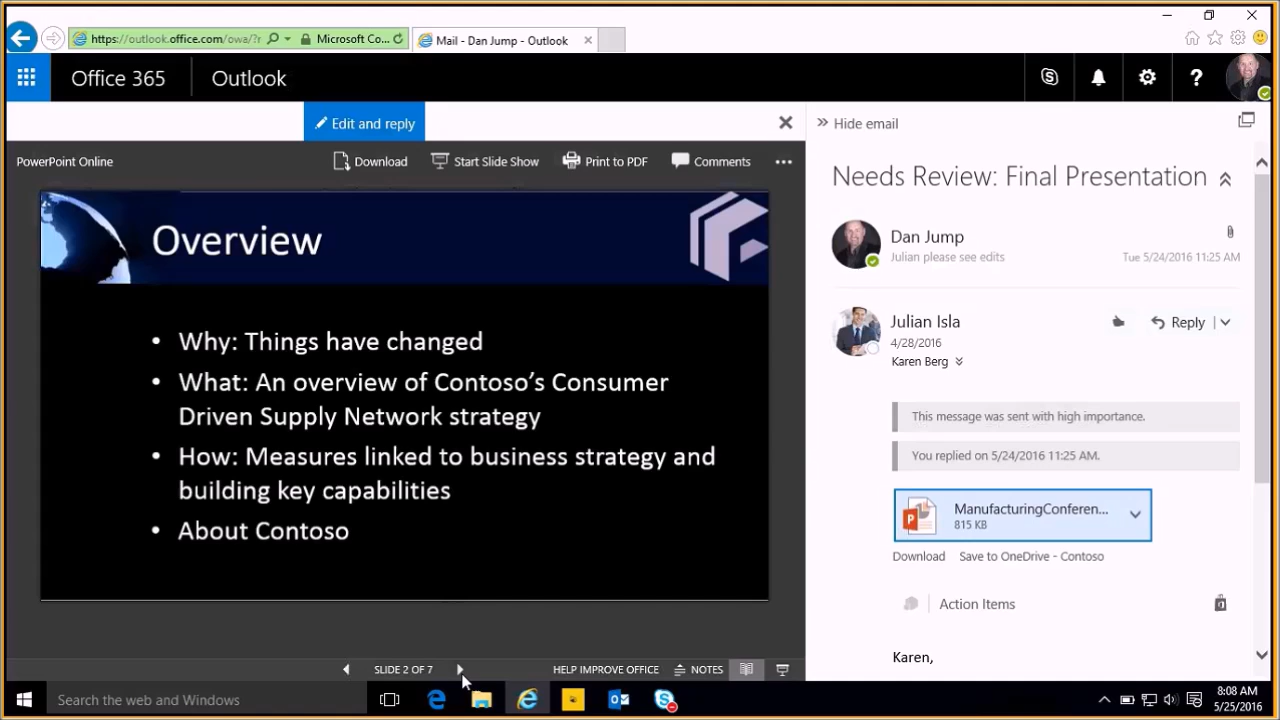 https://outlook.office.com/owa/?r
Microsoft Co...
Mail - Dan Jump - Outlook
Office 365
Outlook
Edit and reply
Hide email
PowerPoint Online
Download
Start Slide Show
Print to PDF
Comments
Overview
• Why: Things have changed
• What: An overview of Contoso's Consumer
Driven Supply Network strategy
• How: Measures linked to business strategy and
building key capabilities
• About Contoso
SLIDE 2 OF 7
HELP IMPROVE OFFICE
NOTES
Needs Review: Final Presentation
Dan Jump
Julian please see edits
Tue 5/24/2016 11:25 AM
Julian Isla
Reply
4/28/2016
Karen Berg
This message was sent with high importance.
You replied on 5/24/2016 11:25 AM.
ManufacturingConferen...
815 KB
Download
Save to OneDrive - Contoso
Action Items
Karen,
Search the web and Windows
8:08 AM
5/25/2016